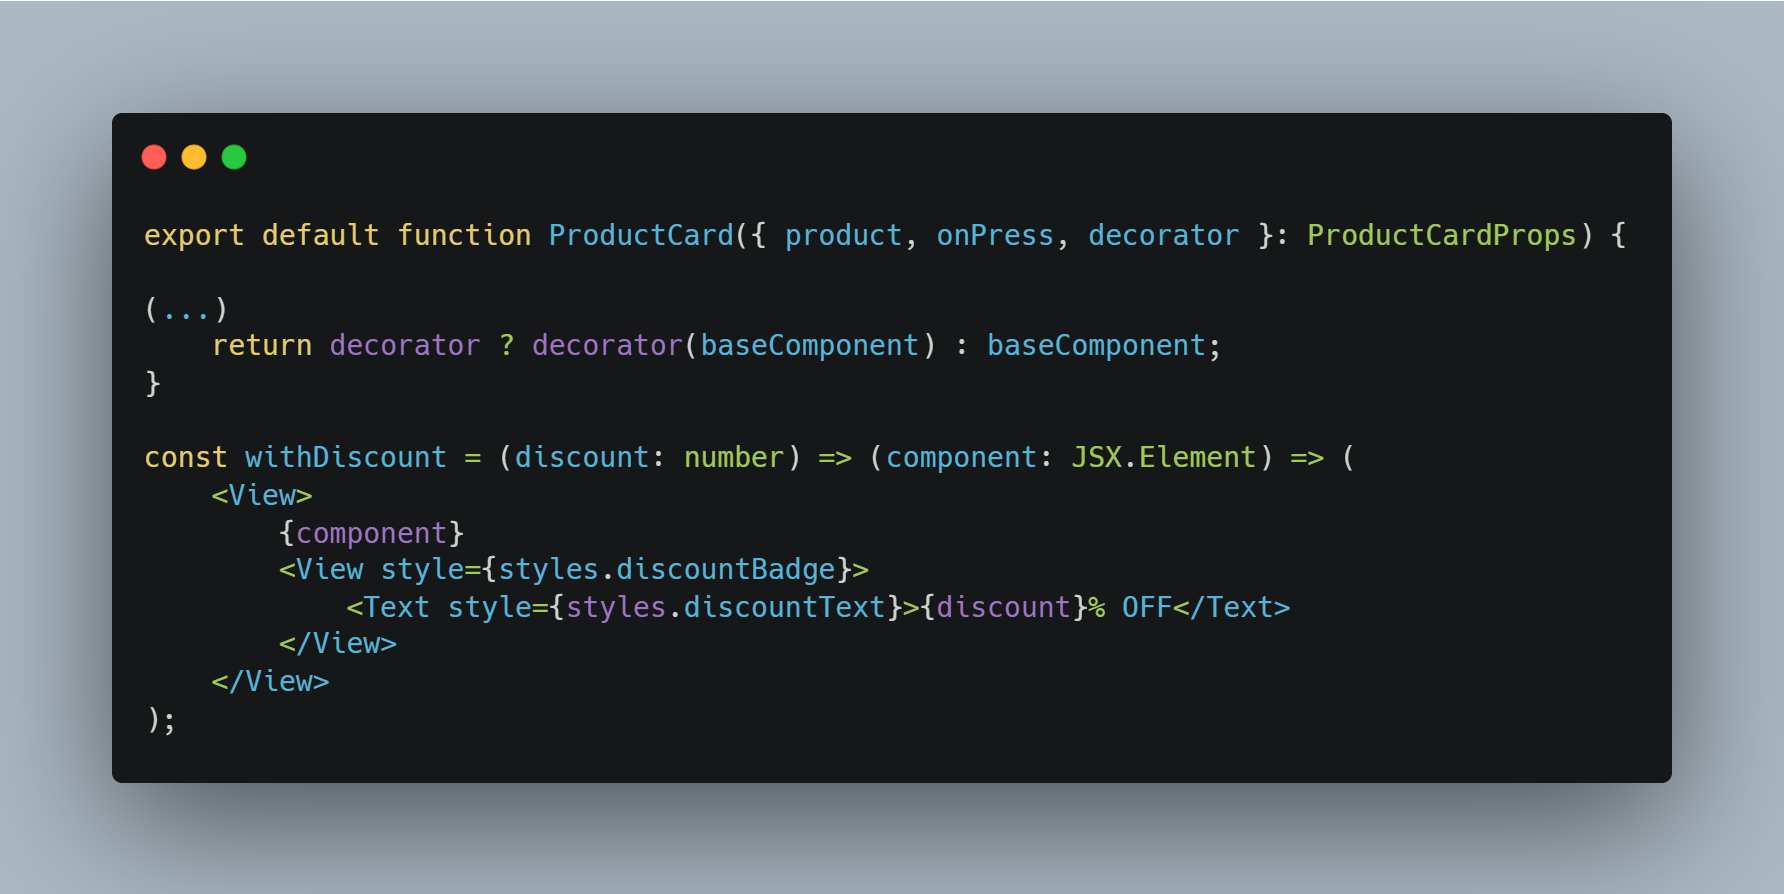 export default function ProductCard({ product, onPress, decorator }: ProductCardProps) {
(...)
    return decorator ? decorator(baseComponent) : baseComponent;
}
const withDiscount = (discount: number) => (component: JSX.Element) => (
    <View>
        {component}
        <View style={styles.discountBadge}>
            <Text style={styles.discountText}>{discount}% OFF</Text>
        </View>
    </View>
);